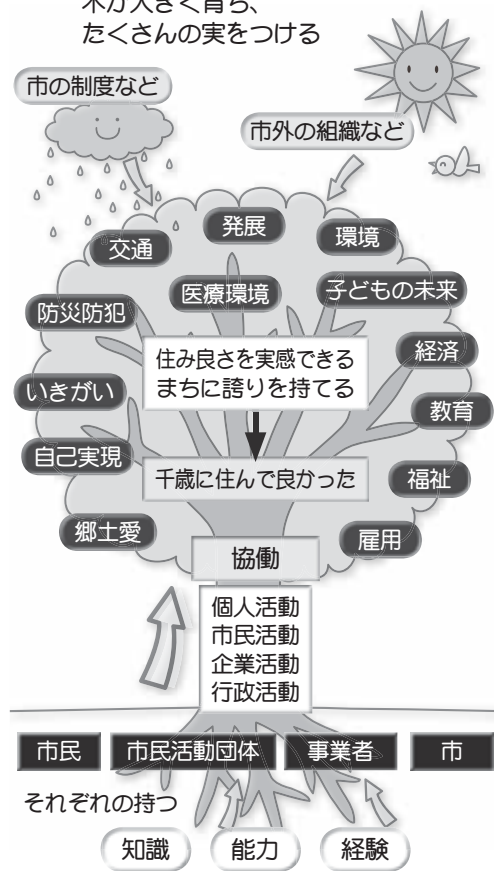 木が大きく育ち、
たくさんの実をつける
市の制度など
市外の組織など
発展
交通
環境
医療環境
子どもの未来
防災防犯
住み良さを実感できる
まちに誇りを持てる
経済
いきがい
教育
自己実現
千歳に住んで良かった
福祉
郷土愛
雇用
協働
個人活動
市民活動
企業活動
行政活動
市民
市民活動団体
事業者
市
それぞれの持つ
知識
能力
経験